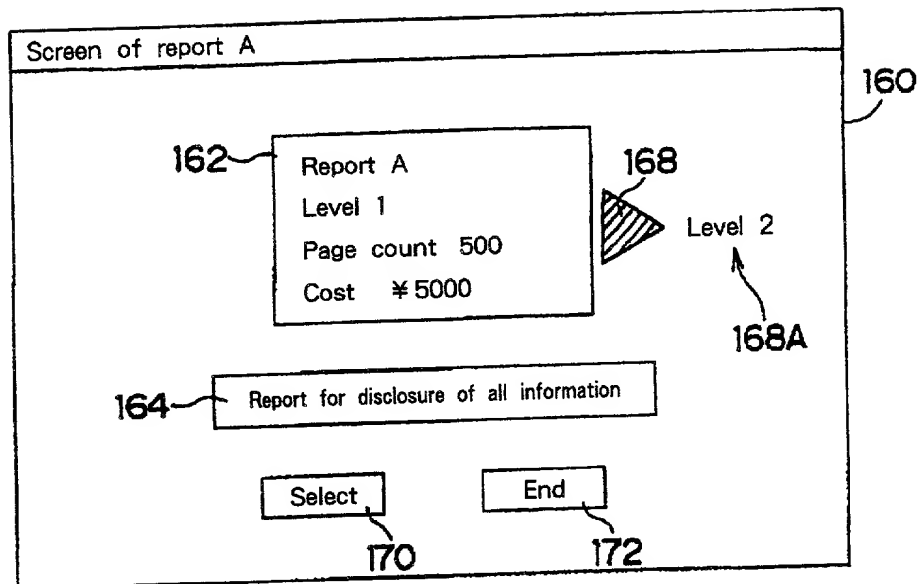 Screen of report A
160
162
Report A
Level 1
Page count 500
Cost ¥5000
168
Level 2
168A
164
Report for disclosure of all information
Select
End
170
172